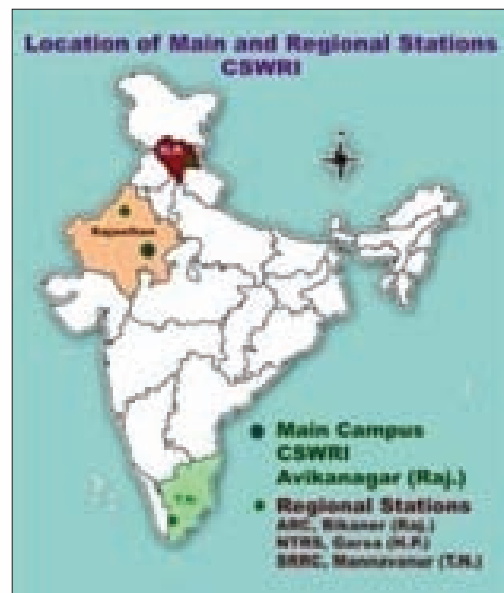 Location of Main and Regional Stations
CSWRI
H.P.
Rajasthan
T.N.
Main Campus
CSWRI
Avikanagar (Raj.)
Regional Stations
ARC, Bikaner (Raj.)
NTRS, Garsa (H.P.)
SRRC, Mannavanur (T.N.)